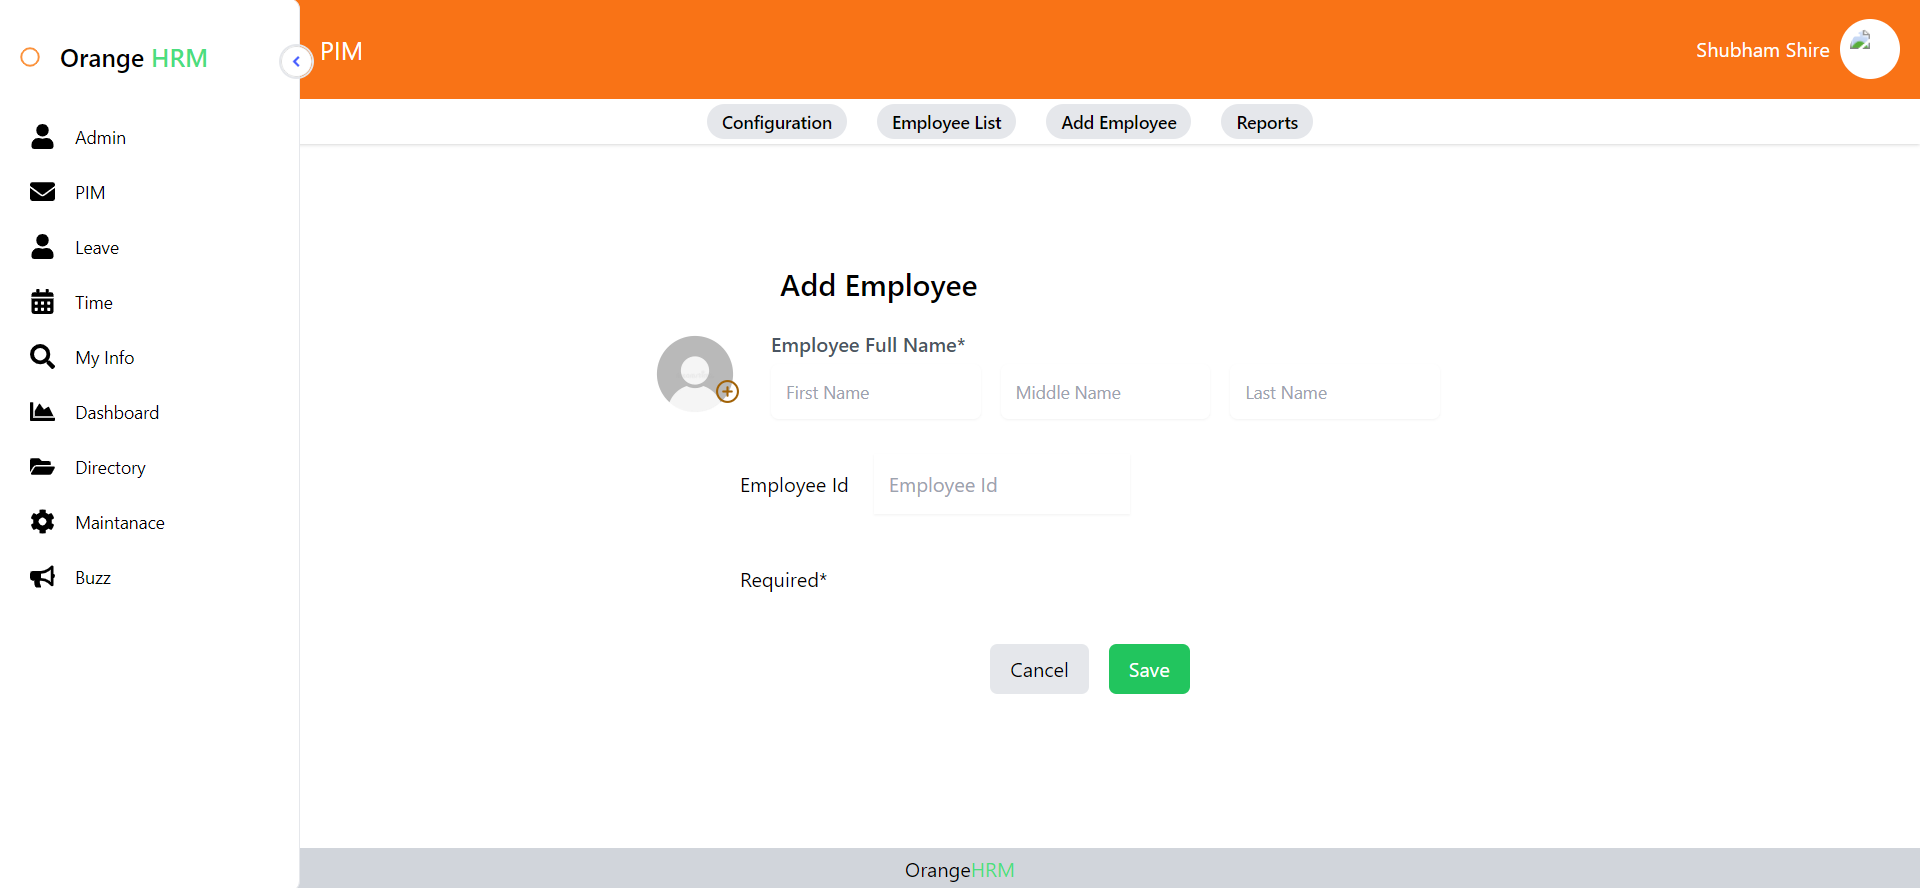 Orange HRM
Admin
PIM
Leave
Time
My Info
Dashboard
Directory
Maintanace
Buzz
PIM
Shubham Shire
Configuration
Employee List
Add Employee
Reports
Add Employee
Employee Full Name*
First Name
Middle Name
Last Name
Employee Id
Employee Id
Required*
Cancel
Save
OrangeHRM